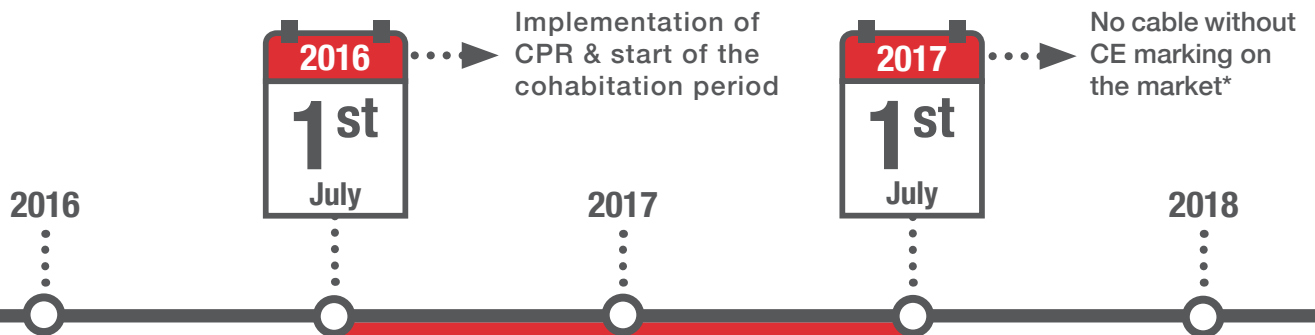 2016
Implementation of
CPR & start of the
cohabitation period
1st
July
2017
No cable without
CE marking on
the market*
1st
July
2016
2017
2018